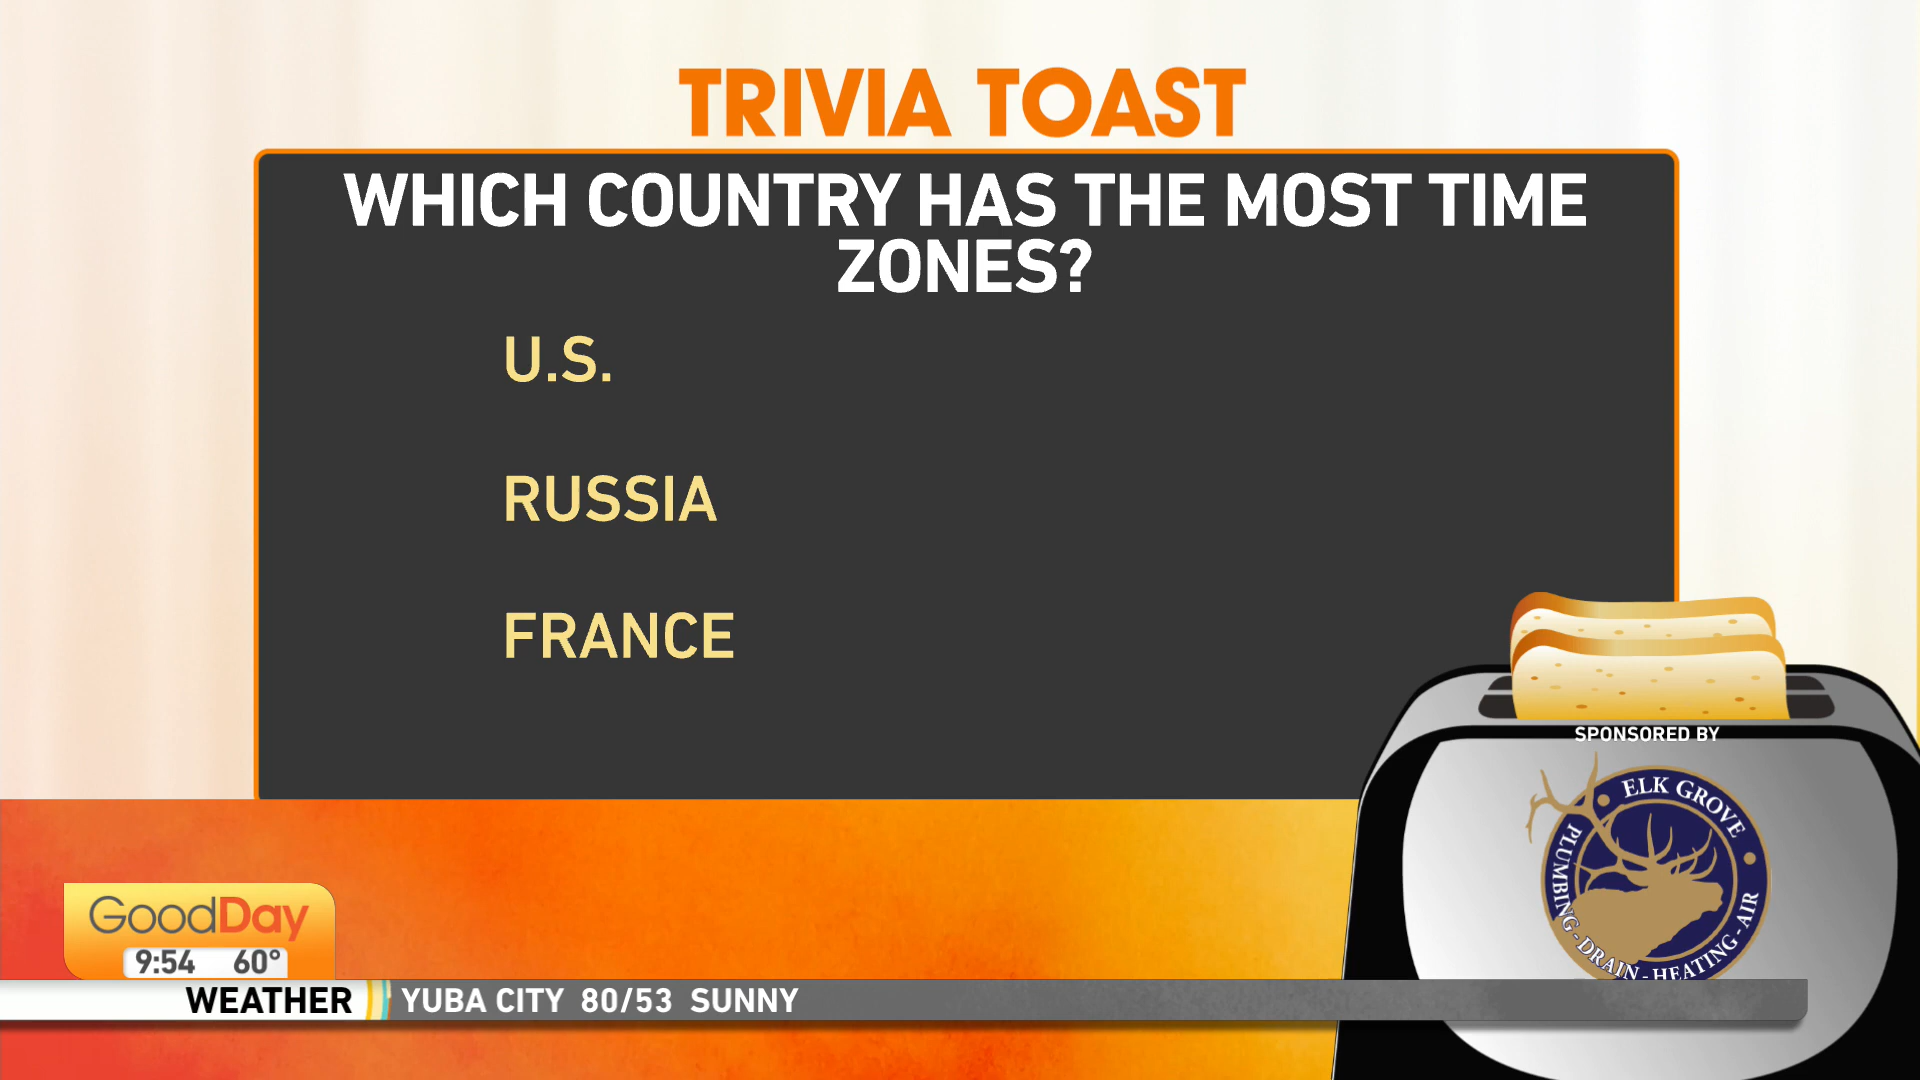 TRIVIA TOAST
WHICH COUNTRY HAS THE MOST TIME
ZONES?
U.S.
RUSSIA
FRANCE
SPONSORED BY
ELK GROVE
PLUMBING - DRAIN - HEATING - AIR
GoodDay
9:54 60°
WEATHER YUBA CITY 80/53 SUNNY